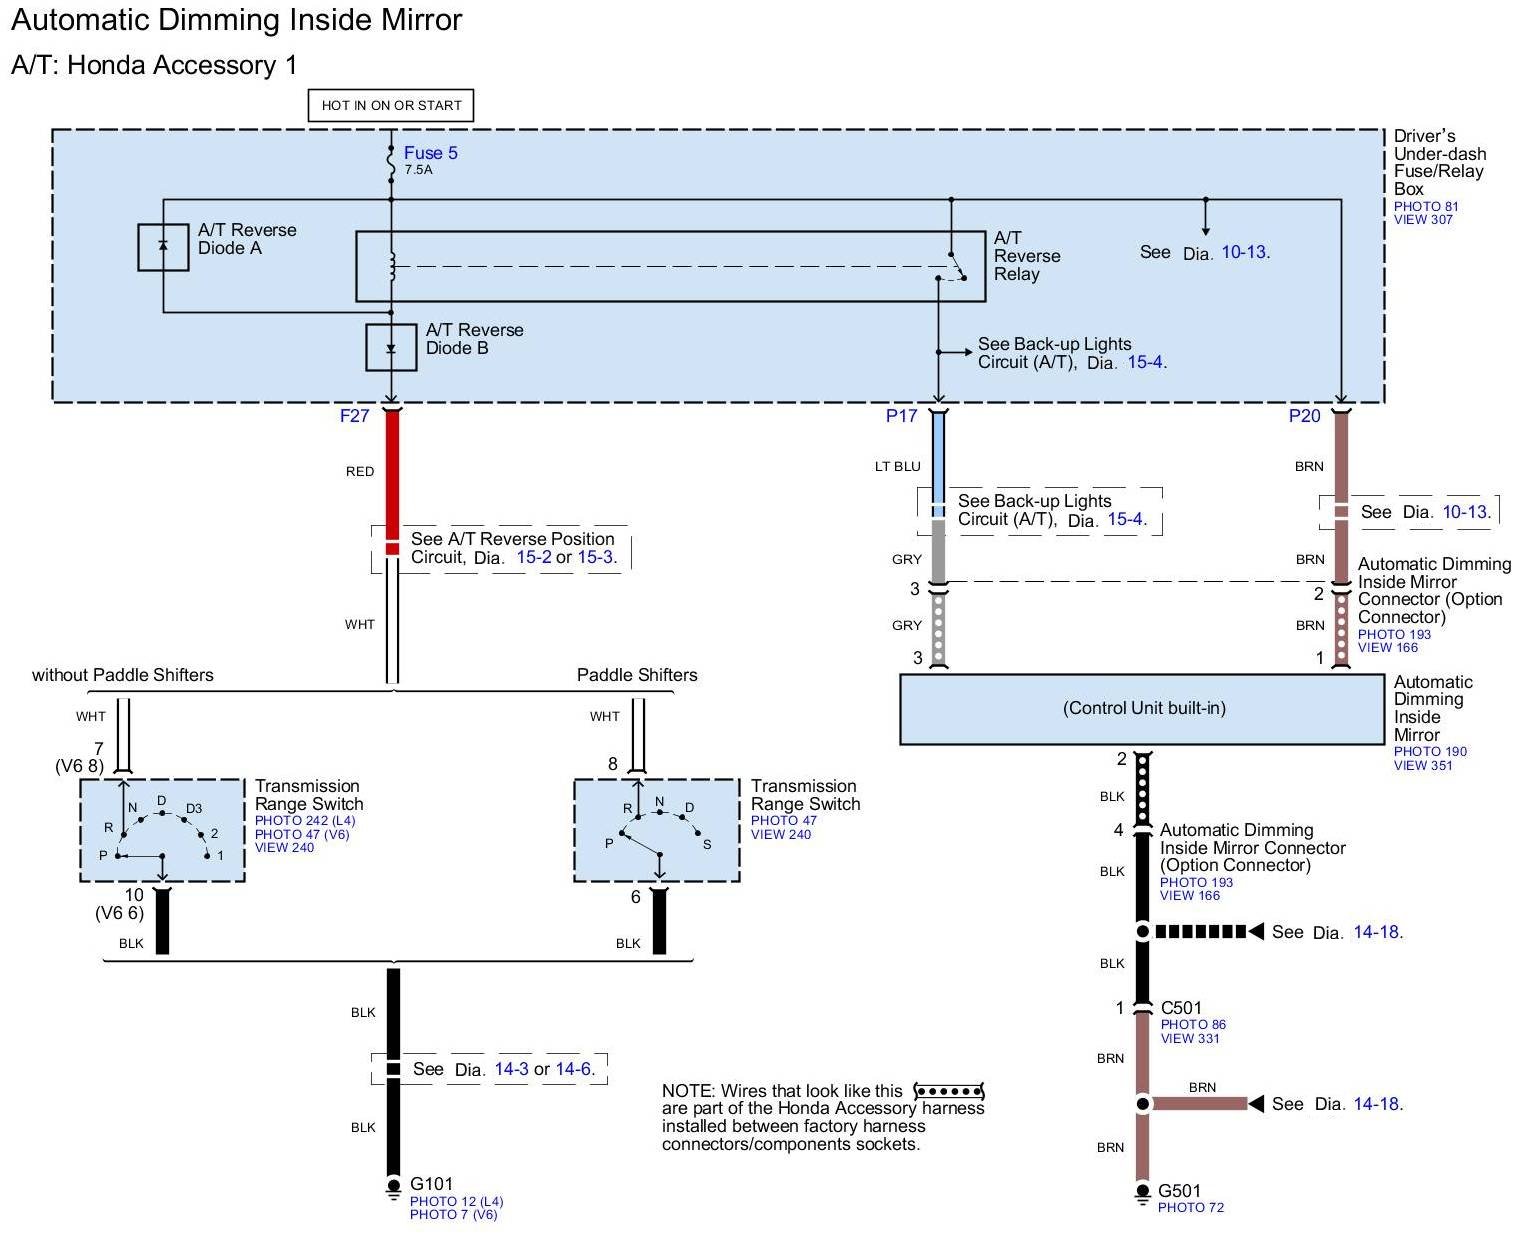 Automatic Dimming Inside Mirror
A/T: Honda Accessory 1
HOT IN ON OR START
Fuse 5
7.5A
Driver's
Under-dash
Fuse/Relay
Box
PHOTO 81
VIEW 307
A/T Reverse
Diode A
A/T
Reverse
Relay
See Dia. 10-13.
A/T Reverse
Diode B
See Back-up Lights
Circuit (A/T), Dia. 15-4.
F27
P17
P20
RED
LT BLU
BRN
See A/T Reverse Position
Circuit, Dia. 15-2 or 15-3.
See Back-up Lights
Circuit (A/T), Dia. 15-4.
See Dia. 10-13.
GRY
BRN
3
2
Automatic Dimming
Inside Mirror
Connector (Option
Connector)
PHOTO 193
VIEW 166
WHT
GRY
BRN
3
1
without Paddle Shifters
Paddle Shifters
(Control Unit built-in)
Automatic
Dimming
Inside
Mirror
PHOTO 190
VIEW 351
WHT
WHT
7
(V6 8)
8
2
BLK
P
R
N
D
D3
2
1
Transmission
Range Switch
PHOTO 242 (L4)
PHOTO 47 (V6)
VIEW 240
P
R
N
D
S
Transmission
Range Switch
PHOTO 47
VIEW 240
4
Automatic Dimming
Inside Mirror Connector
(Option Connector)
PHOTO 193
VIEW 166
BLK
10
(V6 6)
6
BLK
BLK
See Dia. 14-18.
BLK
1
C501
PHOTO 86
VIEW 331
BLK
See Dia. 14-3 or 14-6.
BRN
BRN
See Dia. 14-18.
NOTE: Wires that look like this
are part of the Honda Accessory harness
installed between factory harness
connectors/components sockets.
BLK
BRN
G101
PHOTO 12 (L4)
PHOTO 7 (V6)
G501
PHOTO 72